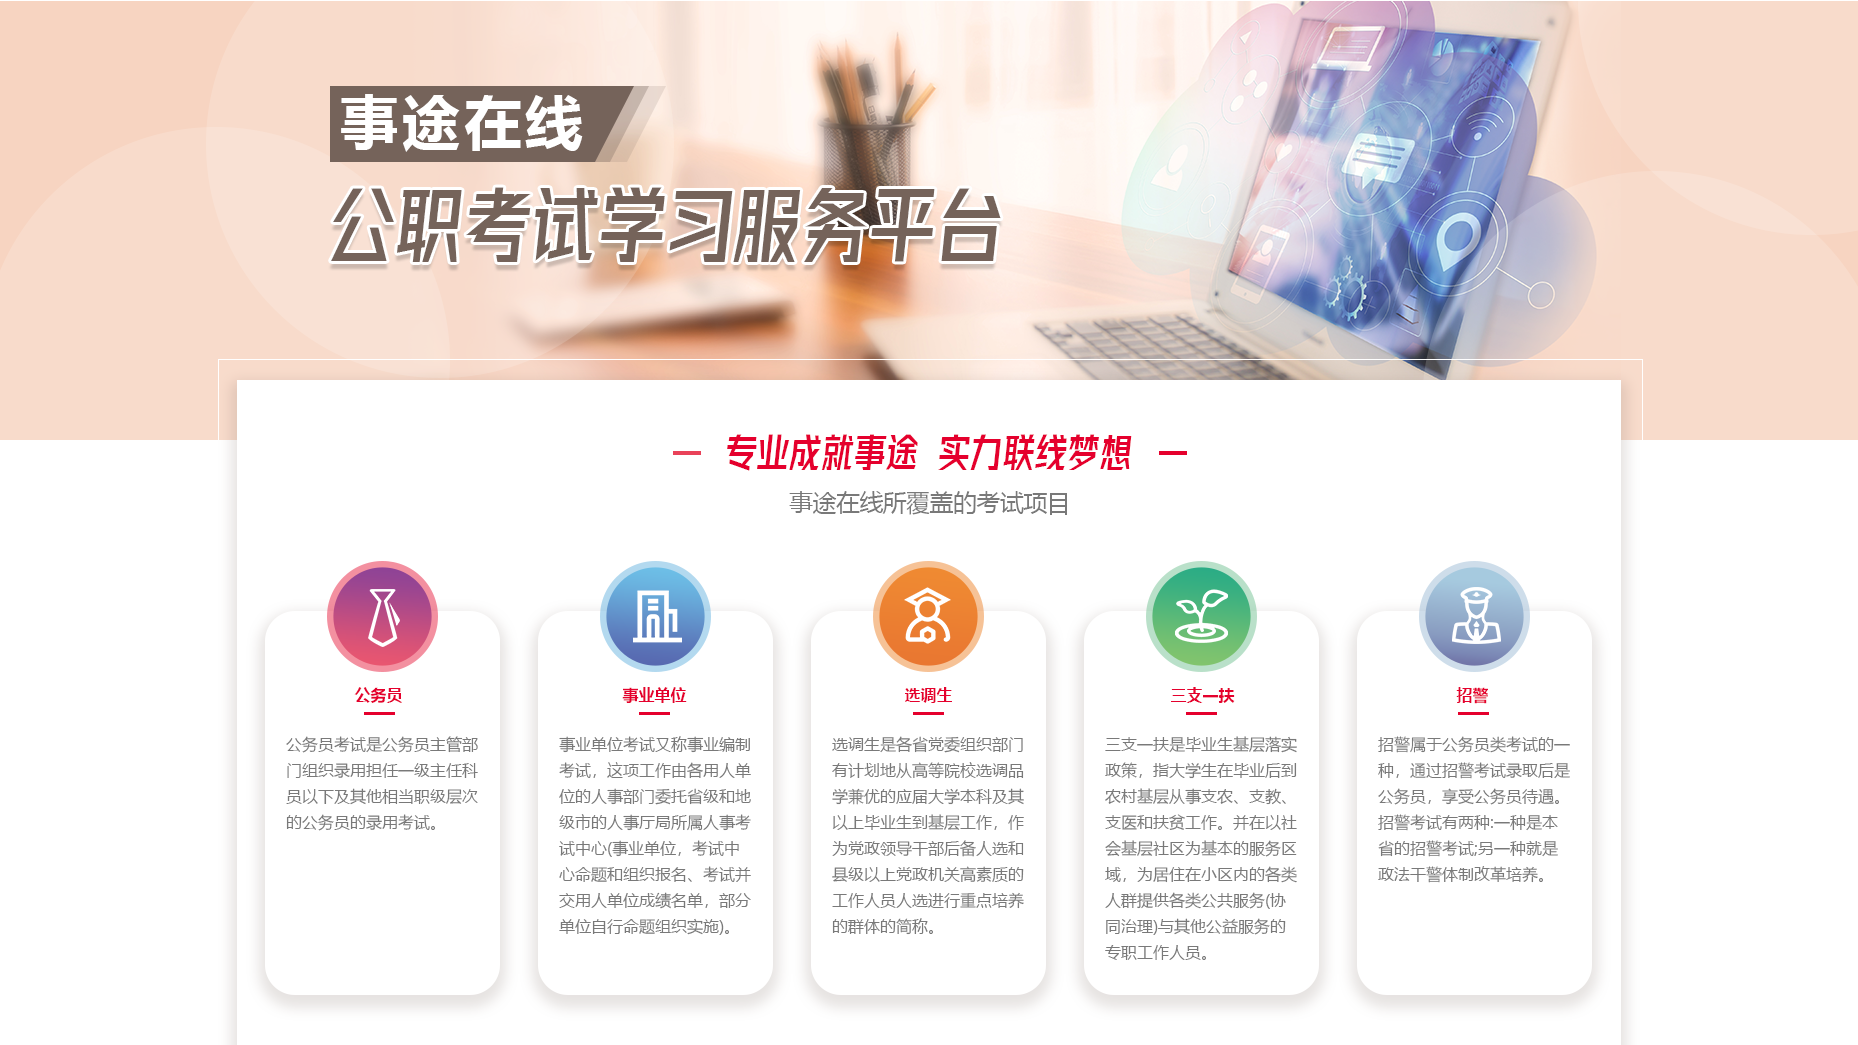 事途在线
公职考试学习服务平台
专业成就事途 实力联线梦想
事途在线所覆盖的考试项目
公务员
公务员考试是公务员主管部
门组织录用担任一级主任科
员以下及其他相当职级层次
的公务员的录用考试。
事业单位
事业单位考试又称事业编制
考试，这项工作由各用人单
位的人事部门委托省级和地
级市的人事厅局所属人事考
试中心(事业单位，考试中
心命题和组织报名、考试并
交用人单位成绩名单，部分
单位自行命题组织实施)。
选调生
选调生是各省党委组织部门
有计划地从高等院校选调品
学兼优的应届大学本科及其
以上毕业生到基层工作，作
为党政领导干部后备人选和
县级以上党政机关高素质的
工作人员人选进行重点培养
的群体的简称。
三支一扶
三支一扶是毕业生基层落实
政策，指大学生在毕业后到
农村基层从事支农、支教、
支医和扶贫工作。并在以社
会基层社区为基本的服务区
域，为居住在小区内的各类
人群提供各类公共服务(协
同治理)与其他公益服务的
专职工作人员。
招警
招警属于公务员类考试的一
种，通过招警考试录取后是
公务员，享受公务员待遇。
招警考试有两种:一种是本
省的招警考试;另一种就是
政法干警体制改革培养。